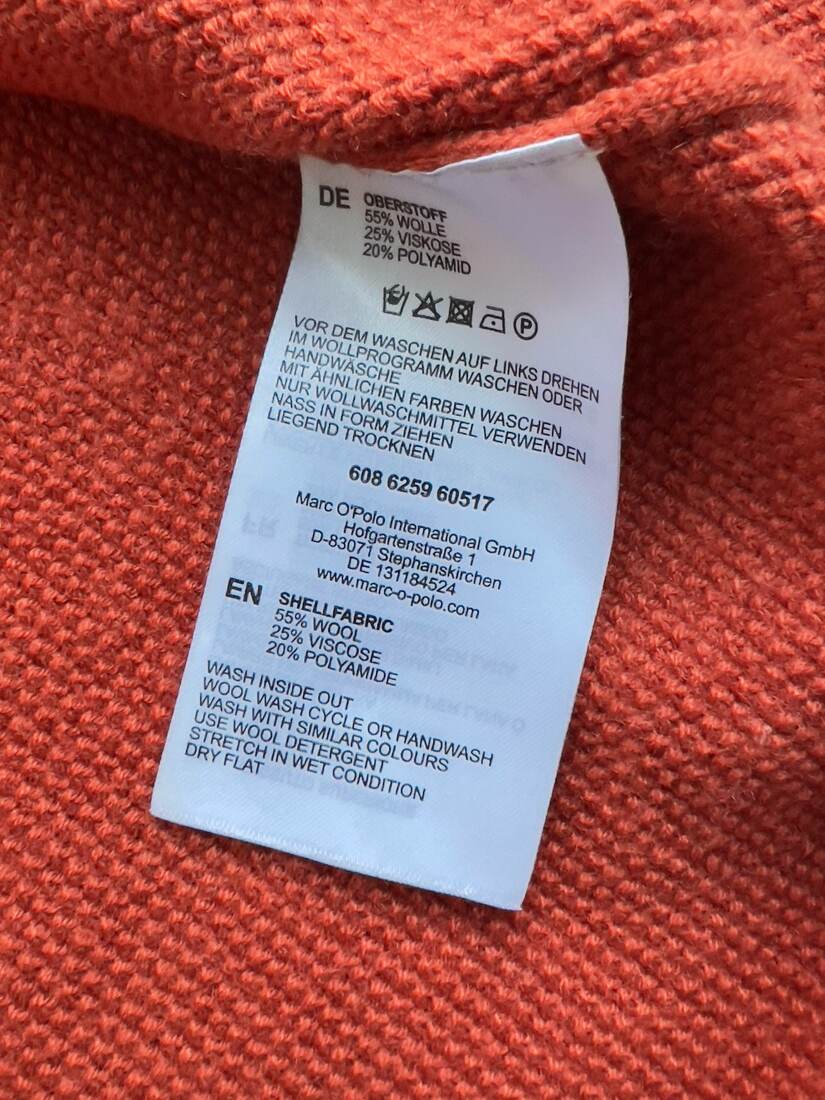 DE OBERSTOFF
55% WOLLE
25% VISKOSE
20% POLYAMID
P
VOR DEM WASCHEN AUF LINKS DREHEN
IM WOLLPROGRAMM WASCHEN ODER
HANDWÄSCHE
MIT ÄHNLICHEN FARBEN WASCHEN
NUR WOLLWASCHMITTEL VERWENDEN
NASS IN FORM ZIEHEN
LIEGEND TROCKNEN
608 6259 60517
Marc O'Polo International GmbH
Hofgartenstraße 1
D-83071 Stephanskirchen
DE 131184524
www.marc-o-polo.com
EN SHELLFABRIC
55% WOOL
25% VISCOSE
20% POLYAMIDE
WASH INSIDE OUT
WOOL WASH CYCLE OR HANDWASH
WASH WITH SIMILAR COLOURS
USE WOOL DETERGENT
STRETCH IN WET CONDITION
DRY FLAT